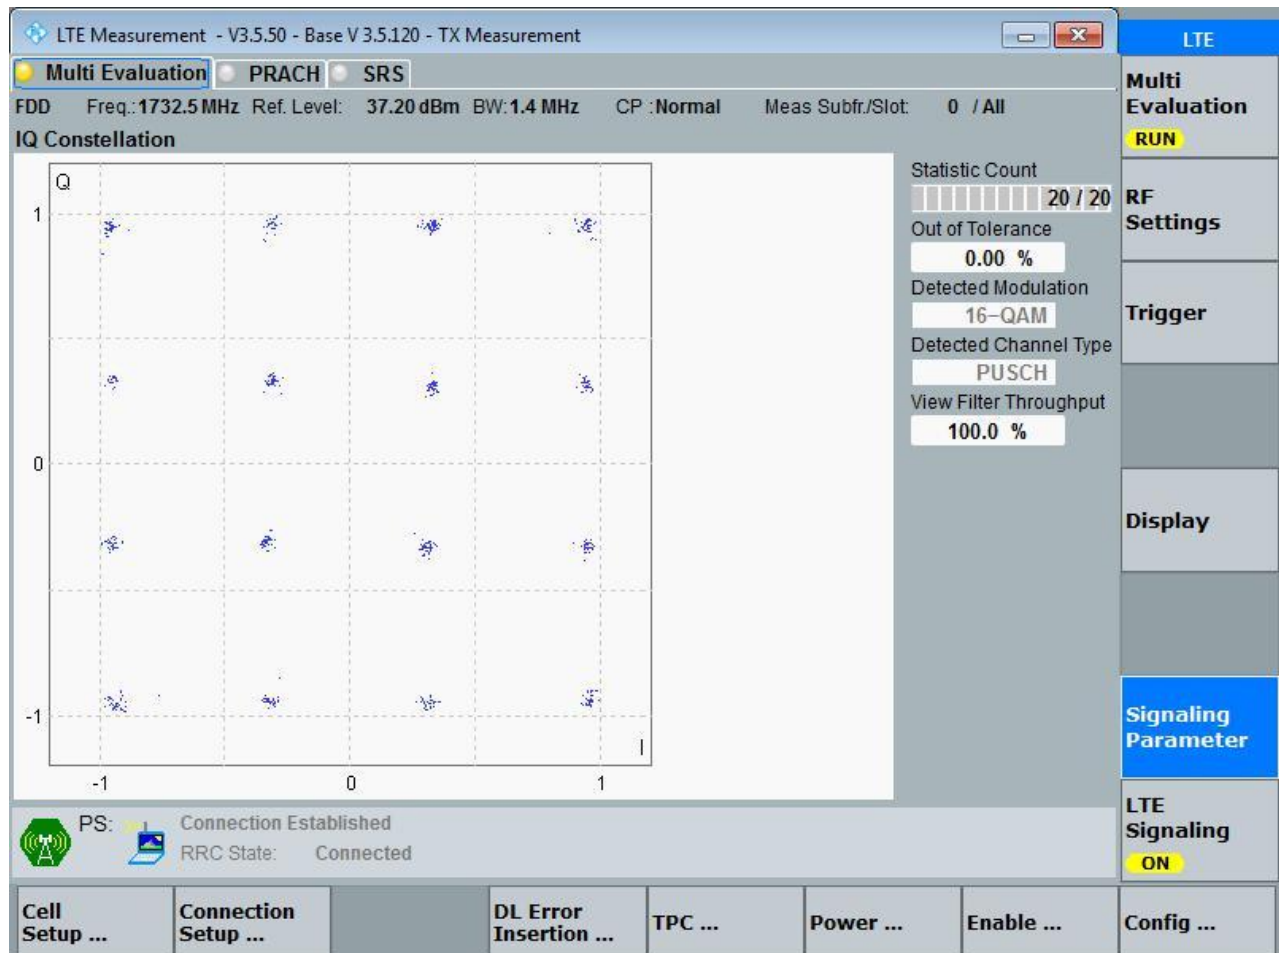 LTE Measurement - V3.5.50 - Base V 3.5.120 - TX Measurement
LTE
Multi Evaluation PRACH SRS
FDD Freq.: 1732.5 MHz Ref. Level: 37.20 dBm BW: 1.4 MHz CP : Normal Meas Subfr./Slot: 0 / All
IQ Constellation
Q
1
0
-1
I
-1 0 1
Statistic Count
20 / 20
Out of Tolerance
0.00 %
Detected Modulation
16-QAM
Detected Channel Type
PUSCH
View Filter Throughput
100.0 %
Multi
Evaluation
RUN
RF
Settings
Trigger
Display
Signaling
Parameter
LTE
Signaling
ON
PS: Connection Established
RRC State: Connected
Cell
Setup ...
Connection
Setup ...
DL Error
Insertion ...
TPC ...
Power ...
Enable ...
Config ...